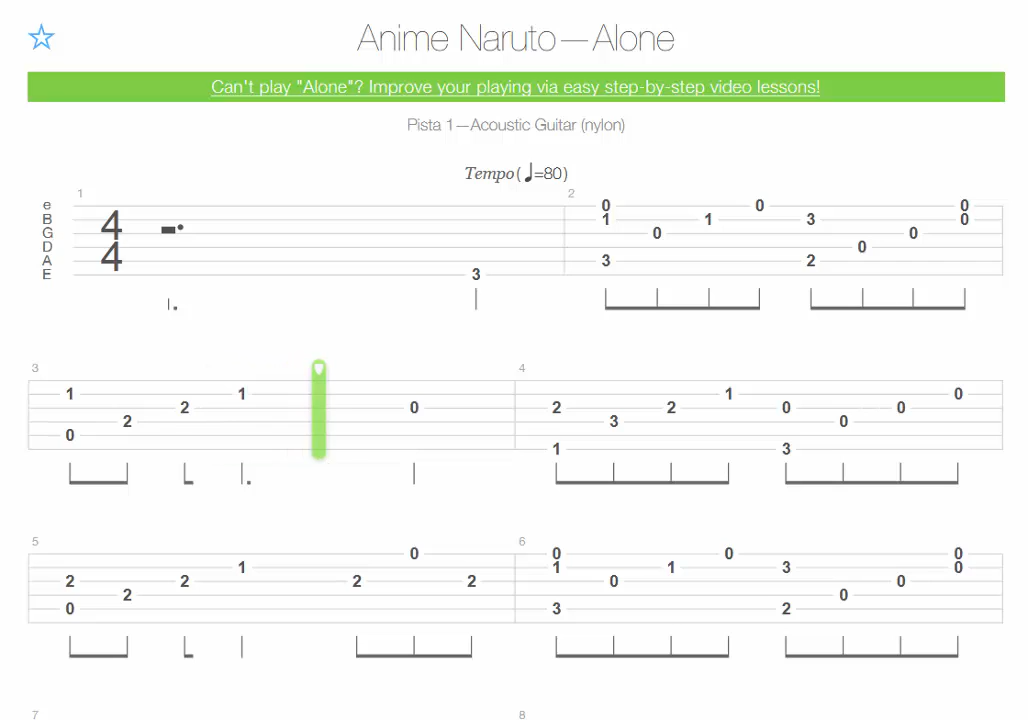 Anime Naruto—Alone
Can't play "Alone"? Improve your playing via easy step-by-step video lessons!
Pista 1—Acoustic Guitar (nylon)
Tempo(♩=80)
1 2
e 0 0 0
B 1 1 3 0
G 4 0 0
D 0
A 4 3 2
E 3
3 4
1 1 1 0
2 0 2 2 0 0
2 3 0
0
1 3
5 6
0 0 0 0
1 1 1 3 0
2 2 2 2 0 0
2 0
0 3 2
7 8